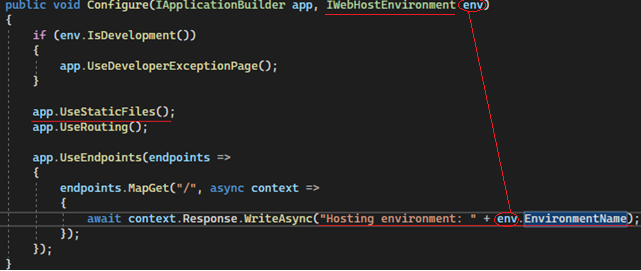 public void Configure(IApplicationBuilder app, IWebHostEnvironment env)
{
if (env.IsDevelopment())
{
app.UseDeveloperExceptionPage();
}
app.UseStaticFiles();
app.UseRouting();
app.UseEndpoints(endpoints =>
{
endpoints.MapGet("/", async context =>
{
await context.Response.WriteAsync("Hosting environment: " + env.EnvironmentName);
});
});
}